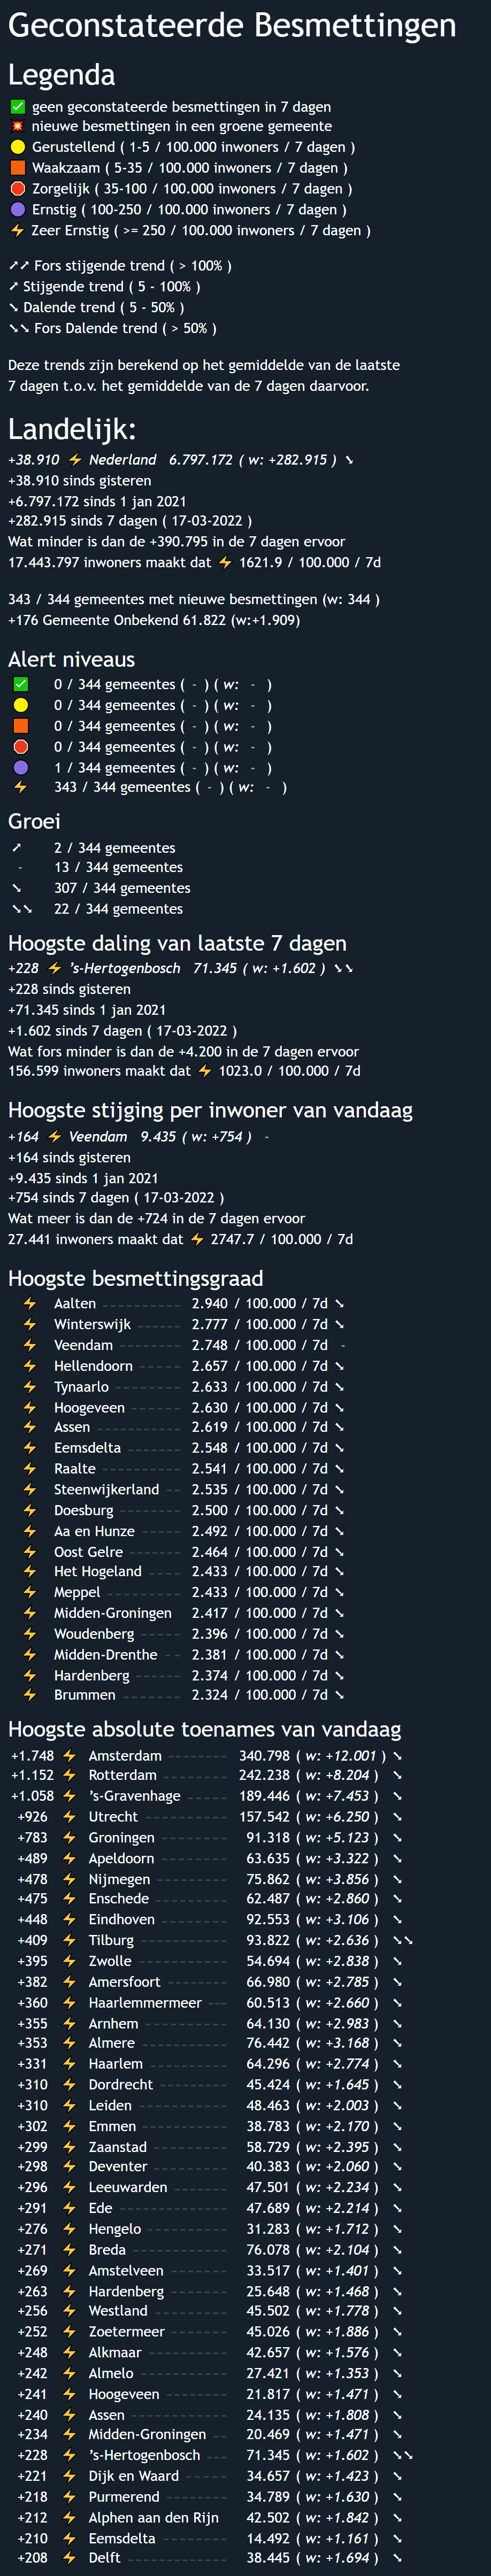 Geconstateerde Besmettingen
Legenda
✅ geen geconstateerde besmettingen in 7 dagen
💥 nieuwe besmettingen in een groene gemeente
🟡 Gerustellend ( 1-5 / 100.000 inwoners / 7 dagen )
🟧 Waakzaam ( 5-35 / 100.000 inwoners / 7 dagen )
🛑 Zorgelijk ( 35-100 / 100.000 inwoners / 7 dagen )
🟣 Ernstig ( 100-250 / 100.000 inwoners / 7 dagen )
⚡ Zeer Ernstig ( >= 250 / 100.000 inwoners / 7 dagen )
➚➚ Fors stijgende trend ( > 100% )
➚ Stijgende trend ( 5 - 100% )
➘ Dalende trend ( 5 - 50% )
➘➘ Fors Dalende trend ( > 50% )
Deze trends zijn berekend op het gemiddelde van de laatste
7 dagen t.o.v. het gemiddelde van de 7 dagen daarvoor.
Landelijk:
+38.910 ⚡ Nederland 6.797.172 ( w: +282.915 ) ➘
+38.910 sinds gisteren
+6.797.172 sinds 1 jan 2021
+282.915 sinds 7 dagen ( 17-03-2022 )
Wat minder is dan de +390.795 in de 7 dagen ervoor
17.443.797 inwoners maakt dat ⚡ 1621.9 / 100.000 / 7d
343 / 344 gemeentes met nieuwe besmettingen (w: 344 )
+176 Gemeente Onbekend 61.822 (w:+1.909)
Alert niveaus
✅ 0 / 344 gemeentes ( - ) ( w: - )
🟡 0 / 344 gemeentes ( - ) ( w: - )
🟧 0 / 344 gemeentes ( - ) ( w: - )
🛑 0 / 344 gemeentes ( - ) ( w: - )
🟣 1 / 344 gemeentes ( - ) ( w: - )
⚡ 343 / 344 gemeentes ( - ) ( w: - )
Groei
➚ 2 / 344 gemeentes
- 13 / 344 gemeentes
➘ 307 / 344 gemeentes
➘➘ 22 / 344 gemeentes
Hoogste daling van laatste 7 dagen
+228 ⚡ ’s-Hertogenbosch 71.345 ( w: +1.602 ) ➘➘
+228 sinds gisteren
+71.345 sinds 1 jan 2021
+1.602 sinds 7 dagen ( 17-03-2022 )
Wat fors minder is dan de +4.200 in de 7 dagen ervoor
156.599 inwoners maakt dat ⚡ 1023.0 / 100.000 / 7d
Hoogste stijging per inwoner van vandaag
+164 ⚡ Veendam 9.435 ( w: +754 ) -
+164 sinds gisteren
+9.435 sinds 1 jan 2021
+754 sinds 7 dagen ( 17-03-2022 )
Wat meer is dan de +724 in de 7 dagen ervoor
27.441 inwoners maakt dat ⚡ 2747.7 / 100.000 / 7d
Hoogste besmettingsgraad
⚡ Aalten 2.940 / 100.000 / 7d ➘
⚡ Winterswijk 2.777 / 100.000 / 7d ➘
⚡ Veendam 2.748 / 100.000 / 7d -
⚡ Hellendoorn 2.657 / 100.000 / 7d ➘
⚡ Tynaarlo 2.633 / 100.000 / 7d ➘
⚡ Hoogeveen 2.630 / 100.000 / 7d ➘
⚡ Assen 2.619 / 100.000 / 7d ➘
⚡ Eemsdelta 2.548 / 100.000 / 7d ➘
⚡ Raalte 2.541 / 100.000 / 7d ➘
⚡ Steenwijkerland 2.535 / 100.000 / 7d ➘
⚡ Doesburg 2.500 / 100.000 / 7d ➘
⚡ Aa en Hunze 2.492 / 100.000 / 7d ➘
⚡ Oost Gelre 2.464 / 100.000 / 7d ➘
⚡ Het Hogeland 2.433 / 100.000 / 7d ➘
⚡ Meppel 2.433 / 100.000 / 7d ➘
⚡ Midden-Groningen 2.417 / 100.000 / 7d ➘
⚡ Woudenberg 2.396 / 100.000 / 7d ➘
⚡ Midden-Drenthe 2.381 / 100.000 / 7d ➘
⚡ Hardenberg 2.374 / 100.000 / 7d ➘
⚡ Brummen 2.324 / 100.000 / 7d ➘
Hoogste absolute toenames van vandaag
+1.748 ⚡ Amsterdam 340.798 ( w: +12.001 ) ➘
+1.152 ⚡ Rotterdam 242.238 ( w: +8.204 ) ➘
+1.058 ⚡ ’s-Gravenhage 189.446 ( w: +7.453 ) ➘
+926 ⚡ Utrecht 157.542 ( w: +6.250 ) ➘
+783 ⚡ Groningen 91.318 ( w: +5.123 ) ➘
+489 ⚡ Apeldoorn 63.635 ( w: +3.322 ) ➘
+478 ⚡ Nijmegen 75.862 ( w: +3.856 ) ➘
+475 ⚡ Enschede 62.487 ( w: +2.860 ) ➘
+448 ⚡ Eindhoven 92.553 ( w: +3.106 ) ➘
+409 ⚡ Tilburg 93.822 ( w: +2.636 ) ➘➘
+395 ⚡ Zwolle 54.694 ( w: +2.838 ) ➘
+382 ⚡ Amersfoort 66.980 ( w: +2.785 ) ➘
+360 ⚡ Haarlemmermeer 60.513 ( w: +2.660 ) ➘
+355 ⚡ Arnhem 64.130 ( w: +2.983 ) ➘
+353 ⚡ Almere 76.442 ( w: +3.168 ) ➘
+331 ⚡ Haarlem 64.296 ( w: +2.774 ) ➘
+310 ⚡ Dordrecht 45.424 ( w: +1.645 ) ➘
+310 ⚡ Leiden 48.463 ( w: +2.003 ) ➘
+302 ⚡ Emmen 38.783 ( w: +2.170 ) ➘
+299 ⚡ Zaanstad 58.729 ( w: +2.395 ) ➘
+298 ⚡ Deventer 40.383 ( w: +2.060 ) ➘
+296 ⚡ Leeuwarden 47.501 ( w: +2.234 ) ➘
+291 ⚡ Ede 47.689 ( w: +2.214 ) ➘
+276 ⚡ Hengelo 31.283 ( w: +1.712 ) ➘
+271 ⚡ Breda 76.078 ( w: +2.104 ) ➘
+269 ⚡ Amstelveen 33.517 ( w: +1.401 ) ➘
+263 ⚡ Hardenberg 25.648 ( w: +1.468 ) ➘
+256 ⚡ Westland 45.502 ( w: +1.778 ) ➘
+252 ⚡ Zoetermeer 45.026 ( w: +1.886 ) ➘
+248 ⚡ Alkmaar 42.657 ( w: +1.576 ) ➘
+242 ⚡ Almelo 27.421 ( w: +1.353 ) ➘
+241 ⚡ Hoogeveen 21.817 ( w: +1.471 ) ➘
+240 ⚡ Assen 24.135 ( w: +1.808 ) ➘
+234 ⚡ Midden-Groningen 20.469 ( w: +1.471 ) ➘
+228 ⚡ ’s-Hertogenbosch 71.345 ( w: +1.602 ) ➘➘
+221 ⚡ Dijk en Waard 34.657 ( w: +1.423 ) ➘
+218 ⚡ Purmerend 34.789 ( w: +1.630 ) ➘
+212 ⚡ Alphen aan den Rijn 42.502 ( w: +1.842 ) ➘
+210 ⚡ Eemsdelta 14.492 ( w: +1.161 ) ➘
+208 ⚡ Delft 38.445 ( w: +1.694 ) ➘